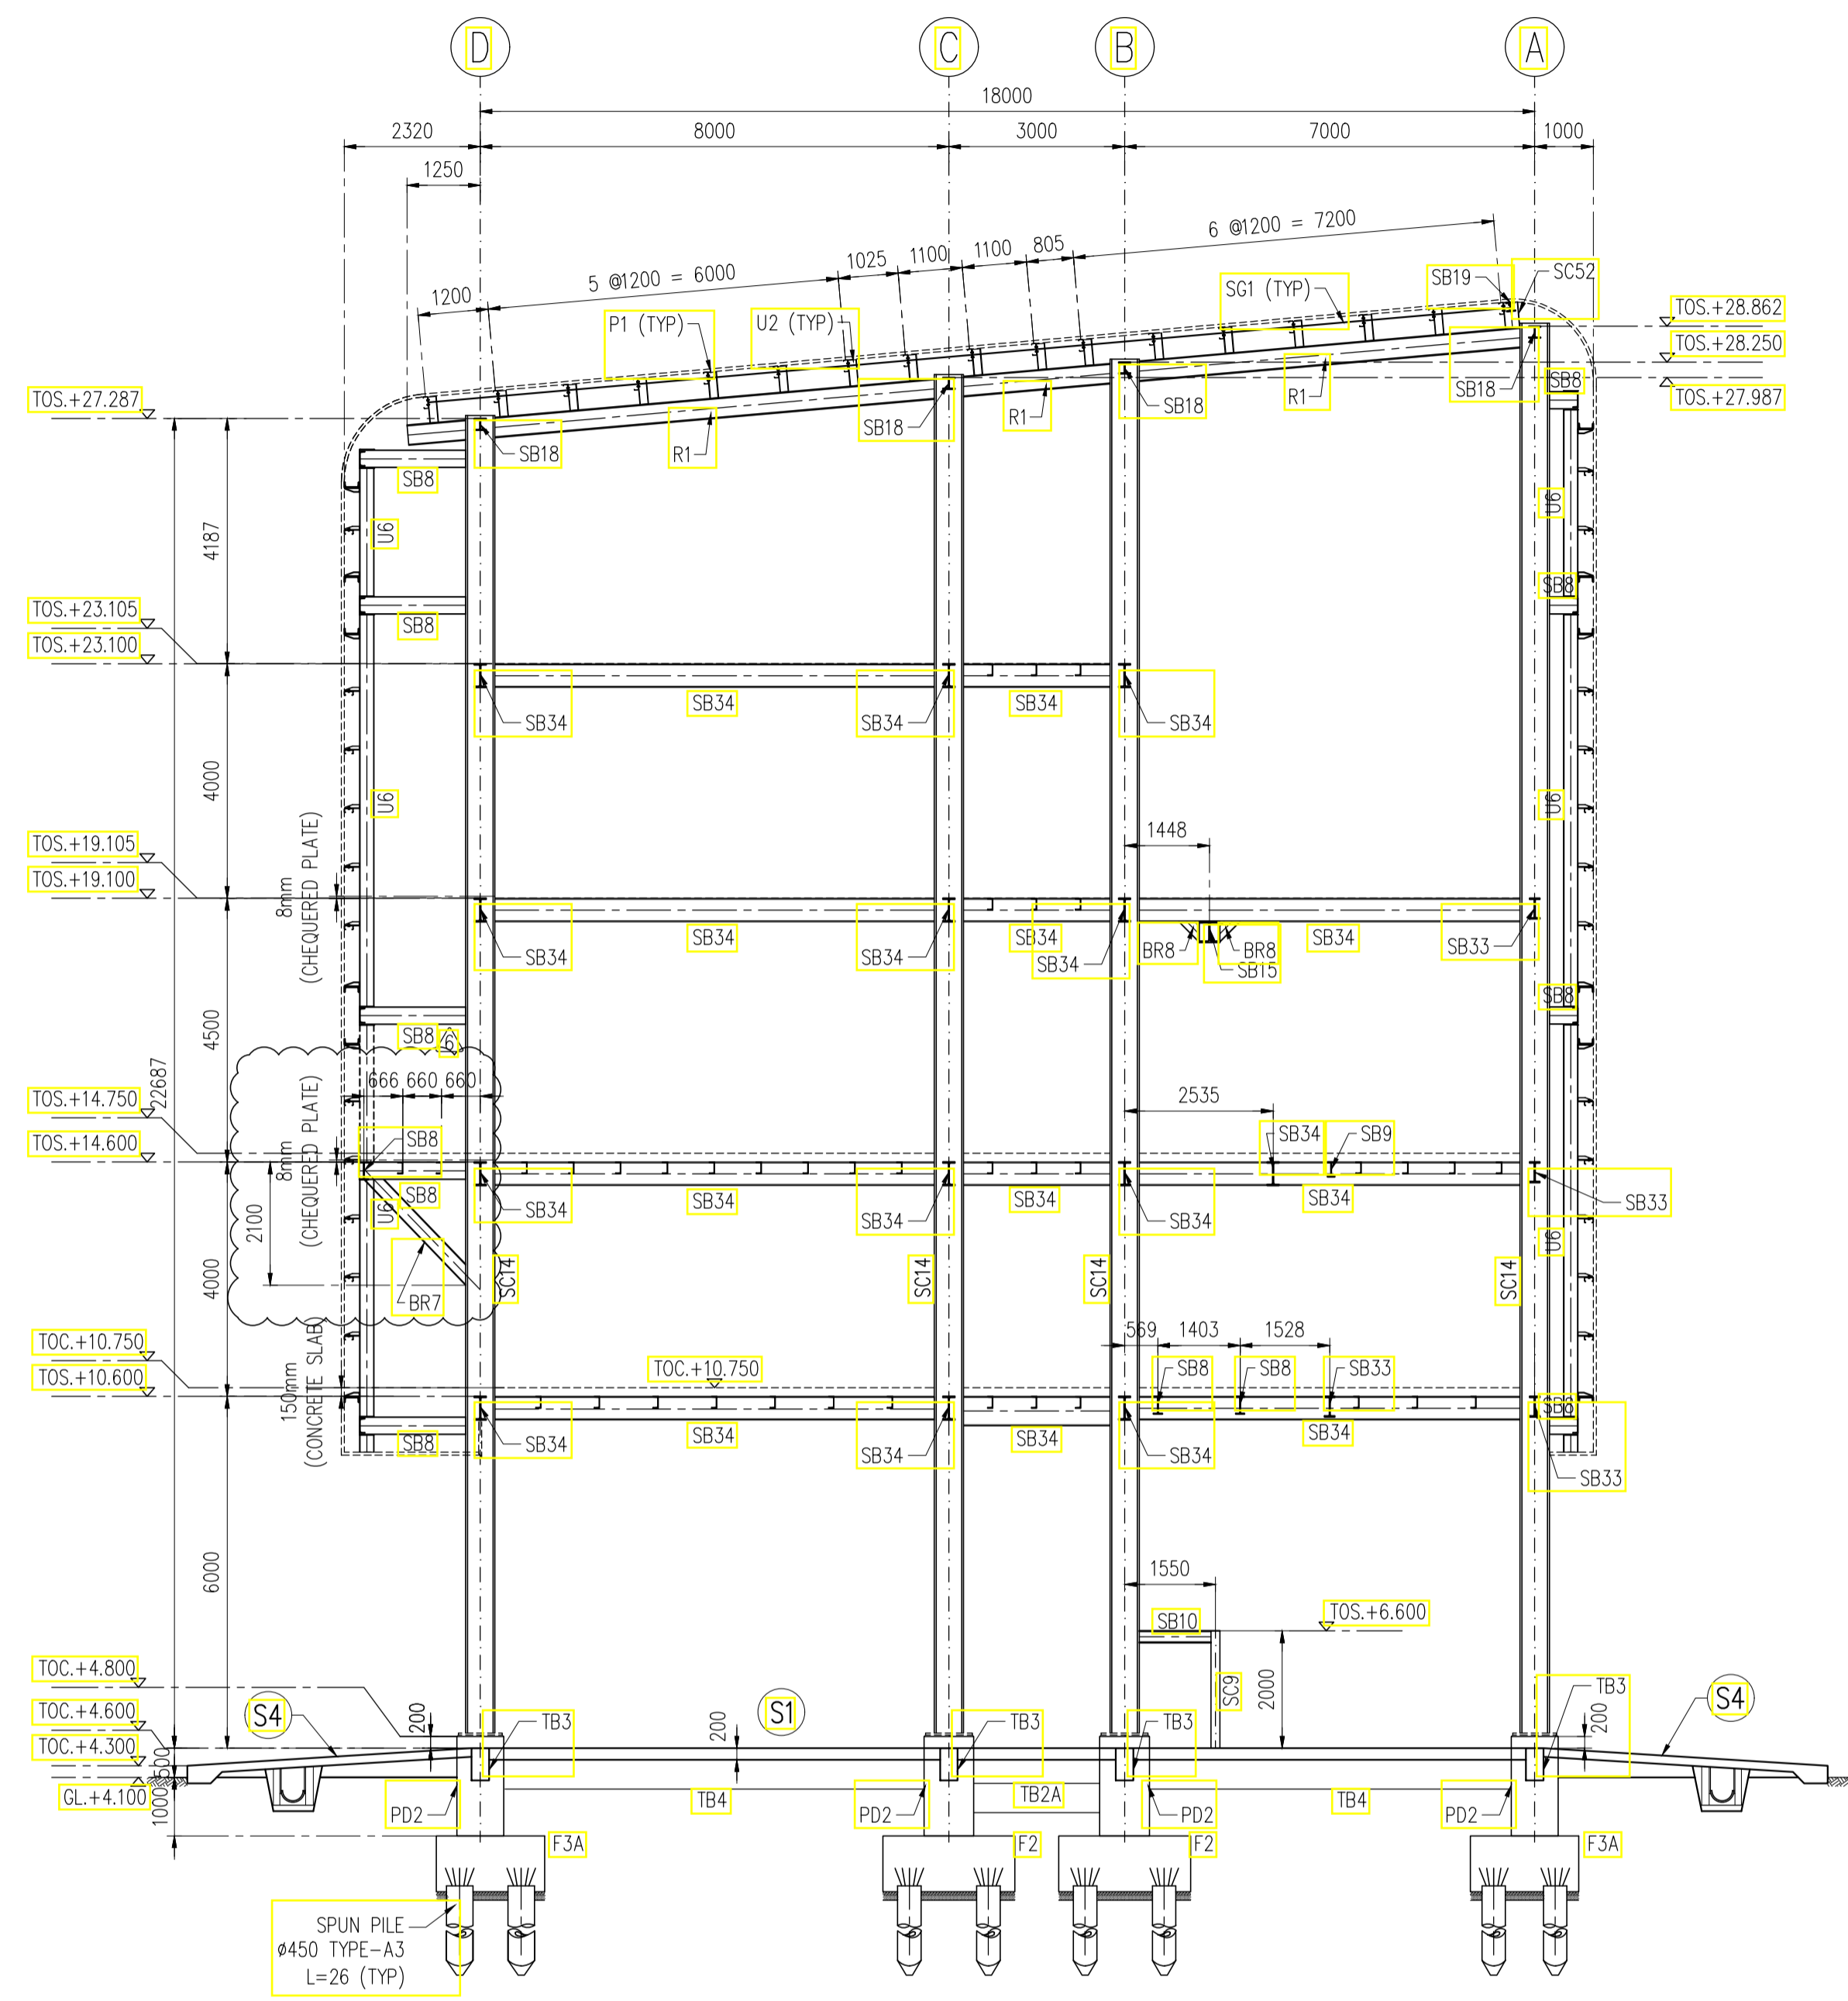 D
C
B
A
18000
2320
8000
3000
7000
1000
1250
6 @1200 = 7200
805
1100
1100
1025
5 @1200 = 6000
1200
SB19
SC52
SG1 (TYP)
P1 (TYP)
U2 (TYP)
TOS.+28.862
TOS.+28.250
TOS.+27.987
TOS.+27.287
SB18
SB8
SB18
R1
SB18
R1
SB18
R1
SB8
U6
U6
4187
SB8
SB8
TOS.+23.105
TOS.+23.100
SB34
SB34
SB34
SB34
SB34
4000
U6
U6
(CHEQUERED PLATE)
8mm
1448
TOS.+19.105
TOS.+19.100
SB34
SB34
SB34
SB34
SB34
SB34
BR8
BR8
SB15
SB34
SB33
SB8
4500
SB8
6
22687
666
660
660
(CHEQUERED PLATE)
8mm
2535
TOS.+14.750
TOS.+14.600
SB8
SB34
SB9
SB8
SB34
SB34
SB34
SB34
SB34
SB34
SB33
U6
U6
2100
4000
BR7
SC14
SC14
SC14
SC14
569
1403
1528
(CONCRETE SLAB)
150mm
TOC.+10.750
TOS.+10.600
TOC.+10.750
SB8
SB8
SB33
SB8
SB8
SB34
SB34
SB34
SB34
SB34
SB34
SB33
6000
1550
SB10
TOS.+6.600
SC9
2000
TOC.+4.800
TOC.+4.600
TOC.+4.300
GL.+4.100
500
1000
S4
200
TB3
200
S1
TB3
TB3
TB3
200
S4
PD2
TB4
PD2
TB2A
PD2
TB4
PD2
F3A
F2
F2
F3A
SPUN PILE
ø450 TYPE-A3
L=26 (TYP)